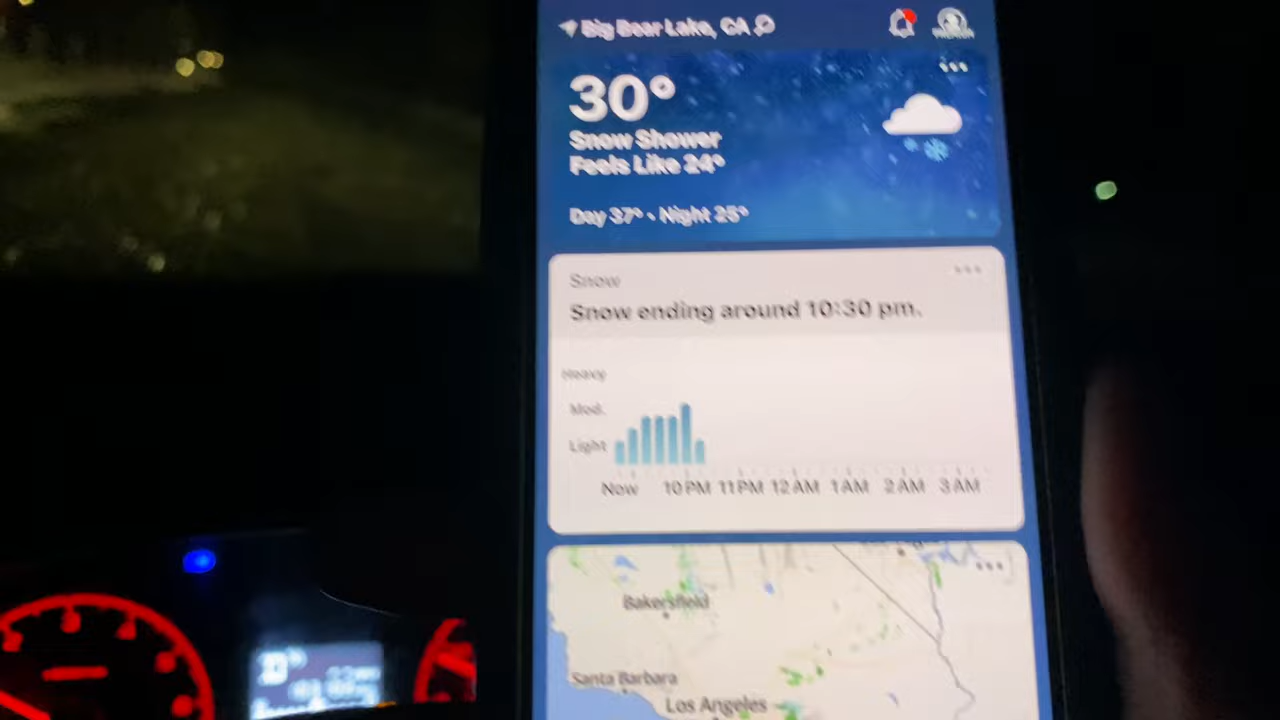 Big Bear Lake, CA
30°
Snow Shower
Feels Like 24°
Day 37° • Night 25°
Snow
Snow ending around 10:30 pm.
Heavy
Mod.
Light
Now 10 PM 11 PM 12 AM 1 AM 2 AM 3 AM
Bakersfield
Santa Barbara
Los Angeles